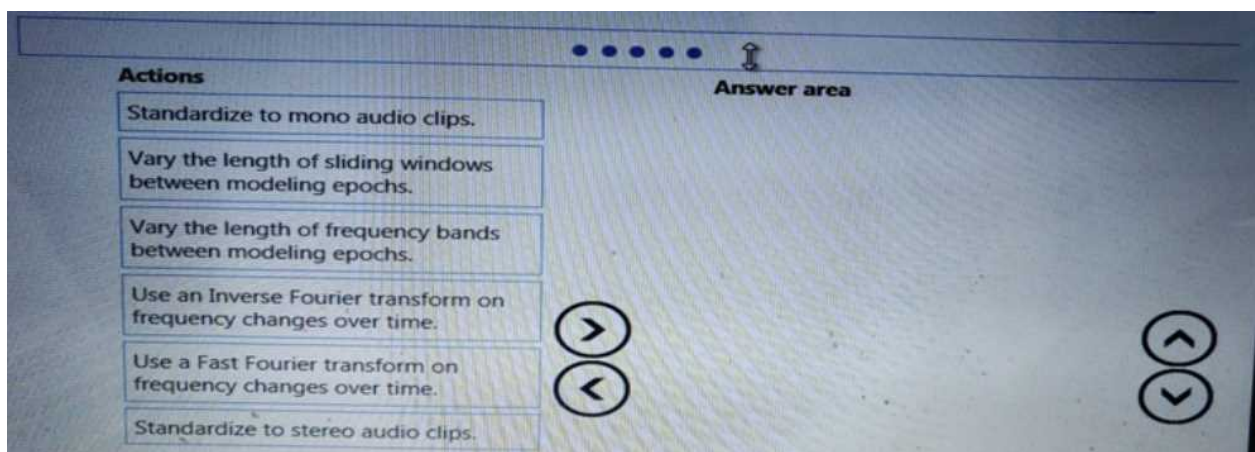 Actions
Answer area
Standardize to mono audio clips.
Vary the length of sliding windows
between modeling epochs.
Vary the length of frequency bands
between modeling epochs.
Use an Inverse Fourier transform on
frequency changes over time.
Use a Fast Fourier transform on
frequency changes over time.
Standardize to stereo audio clips.